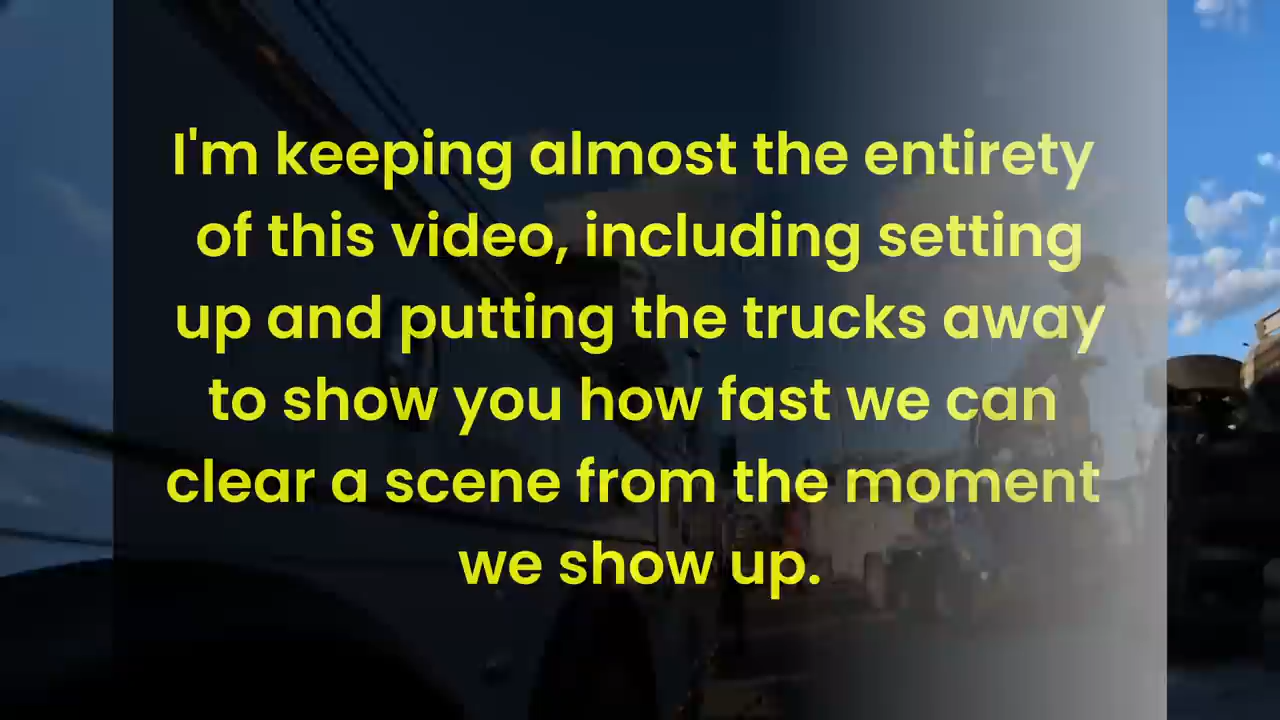 I'm keeping almost the entirety
of this video, including setting
up and putting the trucks away
to show you how fast we can
clear a scene from the moment
we show up.